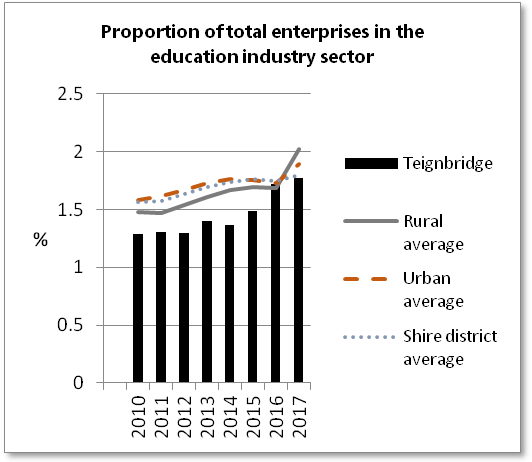 Proportion of total enterprises in the
education industry sector
2.5
2
1.5
1
0.5
0
%
2010
2011
2012
2013
2014
2015
2016
2017
Teignbridge
Rural
average
Urban
average
Shire district
average